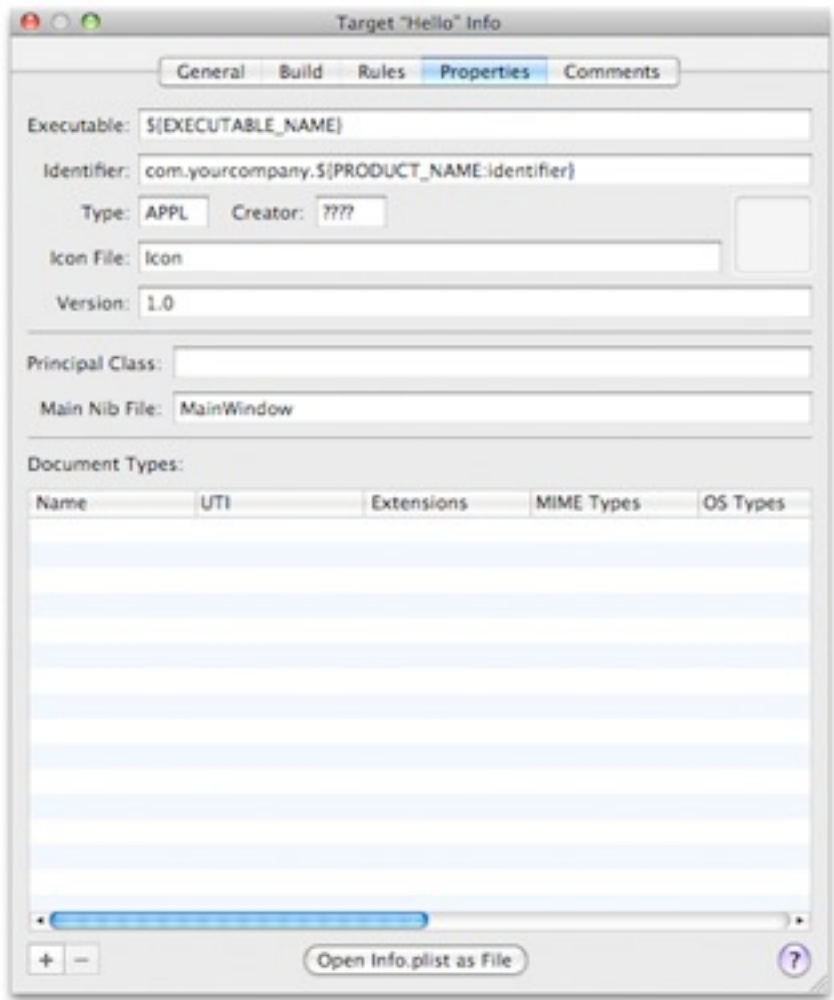 Target "Hello" Info
General Build Rules Properties Comments
Executable: ${EXECUTABLE_NAME}
Identifier: com.yourcompany.${PRODUCT_NAME:identifier}
Type: APPL Creator: ????
Icon File: Icon
Version: 1.0
Principal Class:
Main Nib File: MainWindow
Document Types:
Name UTI Extensions MIME Types OS Types
+ − Open Info.plist as File ?